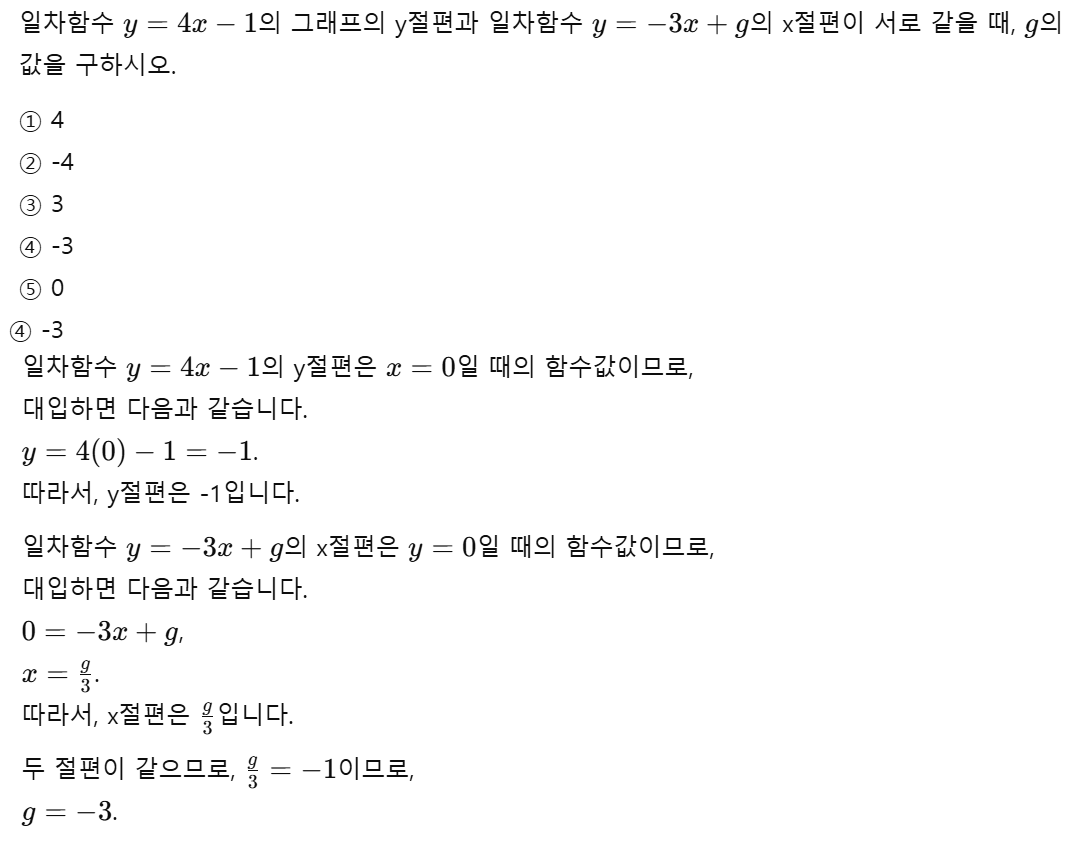 일차함수 $y = 4x - 1$의 그래프의 y절편과 일차함수 $y = -3x + g$의 x절편이 서로 같을 때, $g$의
값을 구하시오.
① 4
② -4
③ 3
④ -3
⑤ 0
④ -3
일차함수 $y = 4x - 1$의 y절편은 $x = 0$일 때의 함수값이므로,
대입하면 다음과 같습니다.
$y = 4(0) - 1 = -1$.
따라서, y절편은 -1입니다.
일차함수 $y = -3x + g$의 x절편은 $y = 0$일 때의 함수값이므로,
대입하면 다음과 같습니다.
$0 = -3x + g$,
$x = \frac{g}{3}$.
따라서, x절편은 $\frac{g}{3}$입니다.
두 절편이 같으므로, $\frac{g}{3} = -1$이므로,
$g = -3$.